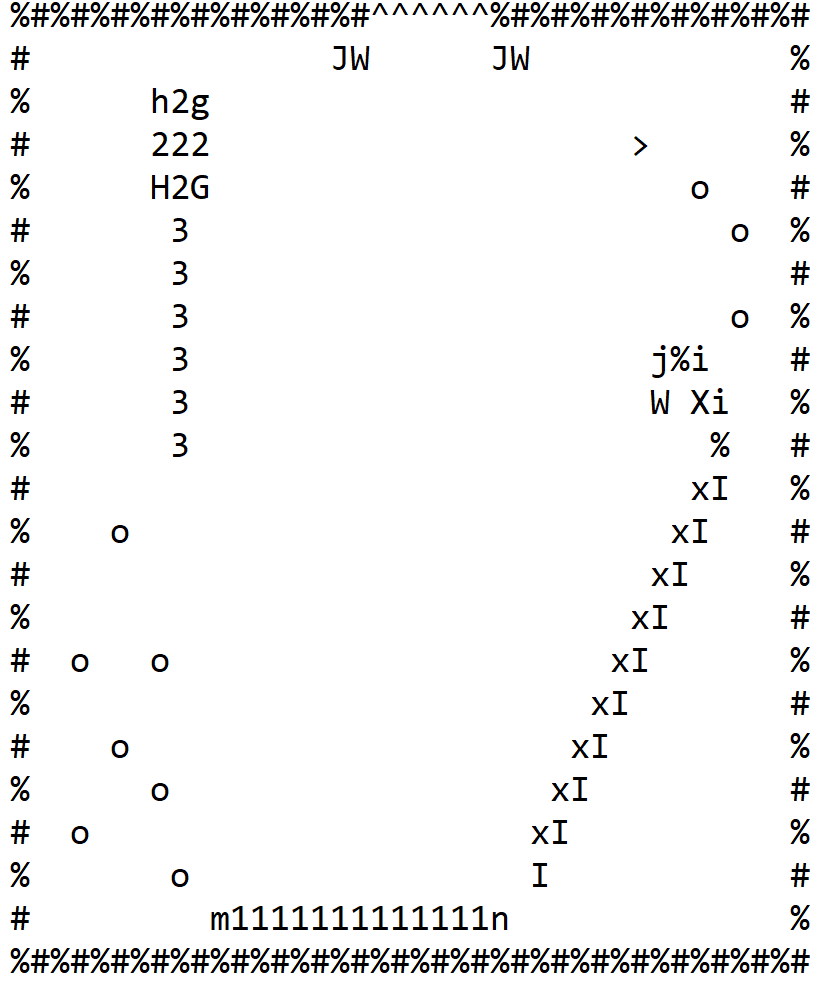 %#%#%#%#%#%#%#%#%#^^^^^^%#%#%#%#%#%#%#%#
#               JW      JW             %
%      h2g                             #
#      222                     >       %
%      H2G                        o    #
#       3                           o  %
%       3                              #
#       3                           o  %
%       3                       j%i    #
#       3                       W Xi   %
%       3                          %   #
#                                 xI   %
%    o                           xI    #
#                               xI     %
%                              xI      #
#  o   o                      xI       %
%                            xI        #
#    o                      xI         %
%      o                   xI          #
#  o                      xI           %
%       o                 I            #
#         m1111111111111n              %
%#%#%#%#%#%#%#%#%#%#%#%#%#%#%#%#%#%#%#%#